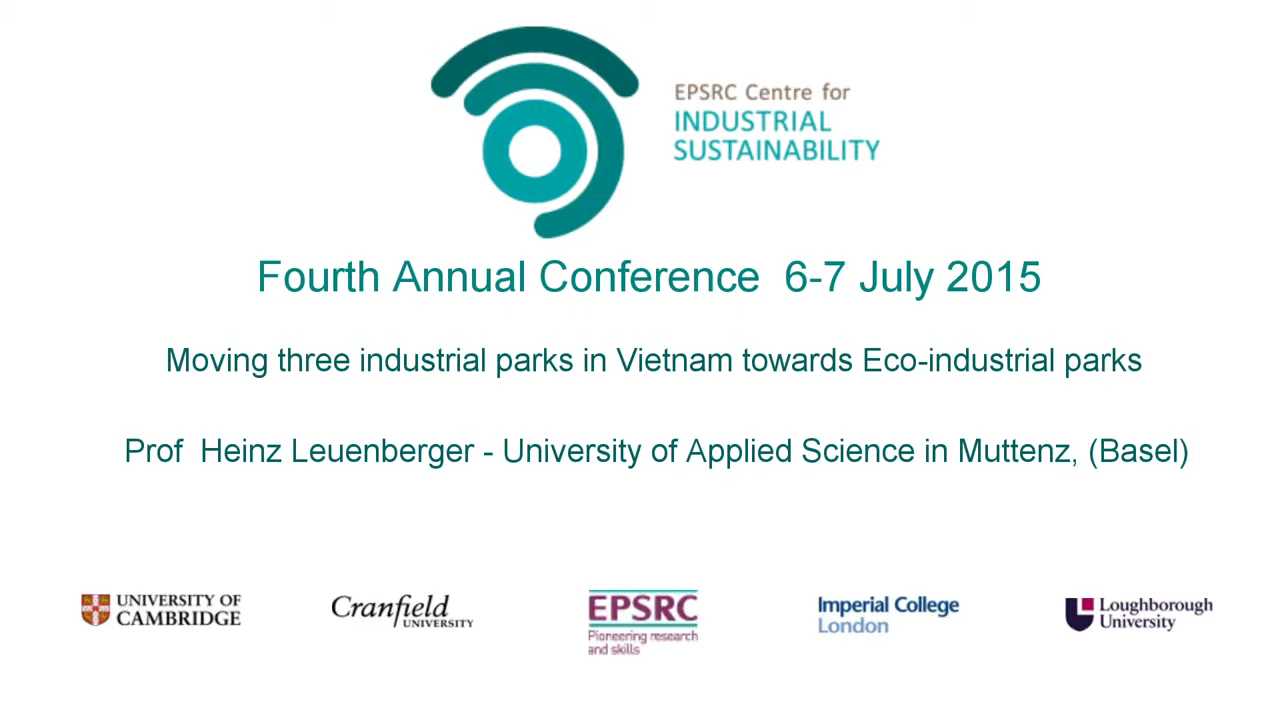 EPSRC Centre for
INDUSTRIAL
SUSTAINABILITY
Fourth Annual Conference  6-7 July 2015
Moving three industrial parks in Vietnam towards Eco-industrial parks
Prof  Heinz Leuenberger - University of Applied Science in Muttenz, (Basel)
UNIVERSITY OF
CAMBRIDGE
Cranfield
UNIVERSITY
EPSRC
Pioneering research
and skills
Imperial College
London
Loughborough
University